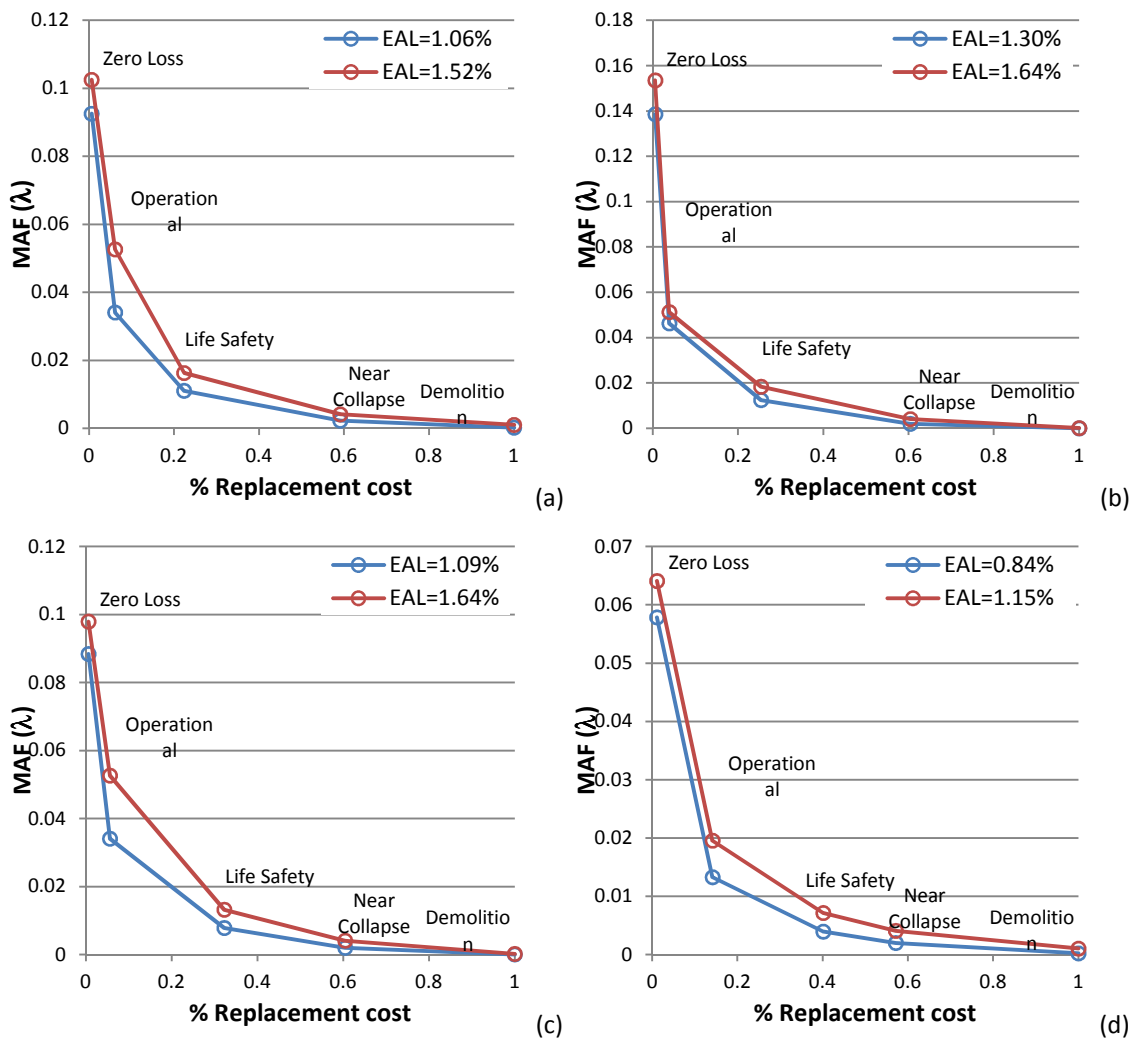 0.12
0.1
0.08
0.06
0.04
0.02
0
MAF (λ)
EAL=1.06%
EAL=1.52%
Zero Loss
Operation
al
Life Safety
Near
Collapse
Demolitio
n
0 0.2 0.4 0.6 0.8 1
% Replacement cost
(a)
0.18
0.16
0.14
0.12
0.1
0.08
0.06
0.04
0.02
0
MAF (λ)
EAL=1.30%
EAL=1.64%
Zero Loss
Operation
al
Life Safety
Near
Collapse
Demolitio
n
0 0.2 0.4 0.6 0.8 1
% Replacement cost
(b)
0.12
0.1
0.08
0.06
0.04
0.02
0
MAF (λ)
EAL=1.09%
EAL=1.64%
Zero Loss
Operation
al
Life Safety
Near
Collapse
Demolitio
n
0 0.2 0.4 0.6 0.8 1
% Replacement cost
(c)
0.07
0.06
0.05
0.04
0.03
0.02
0.01
0.00
MAF (λ)
EAL=0.84%
EAL=1.15%
Zero Loss
Operation
al
Life Safety
Near
Collapse
Demolitio
n
0 0.2 0.4 0.6 0.8 1
% Replacement cost
(d)